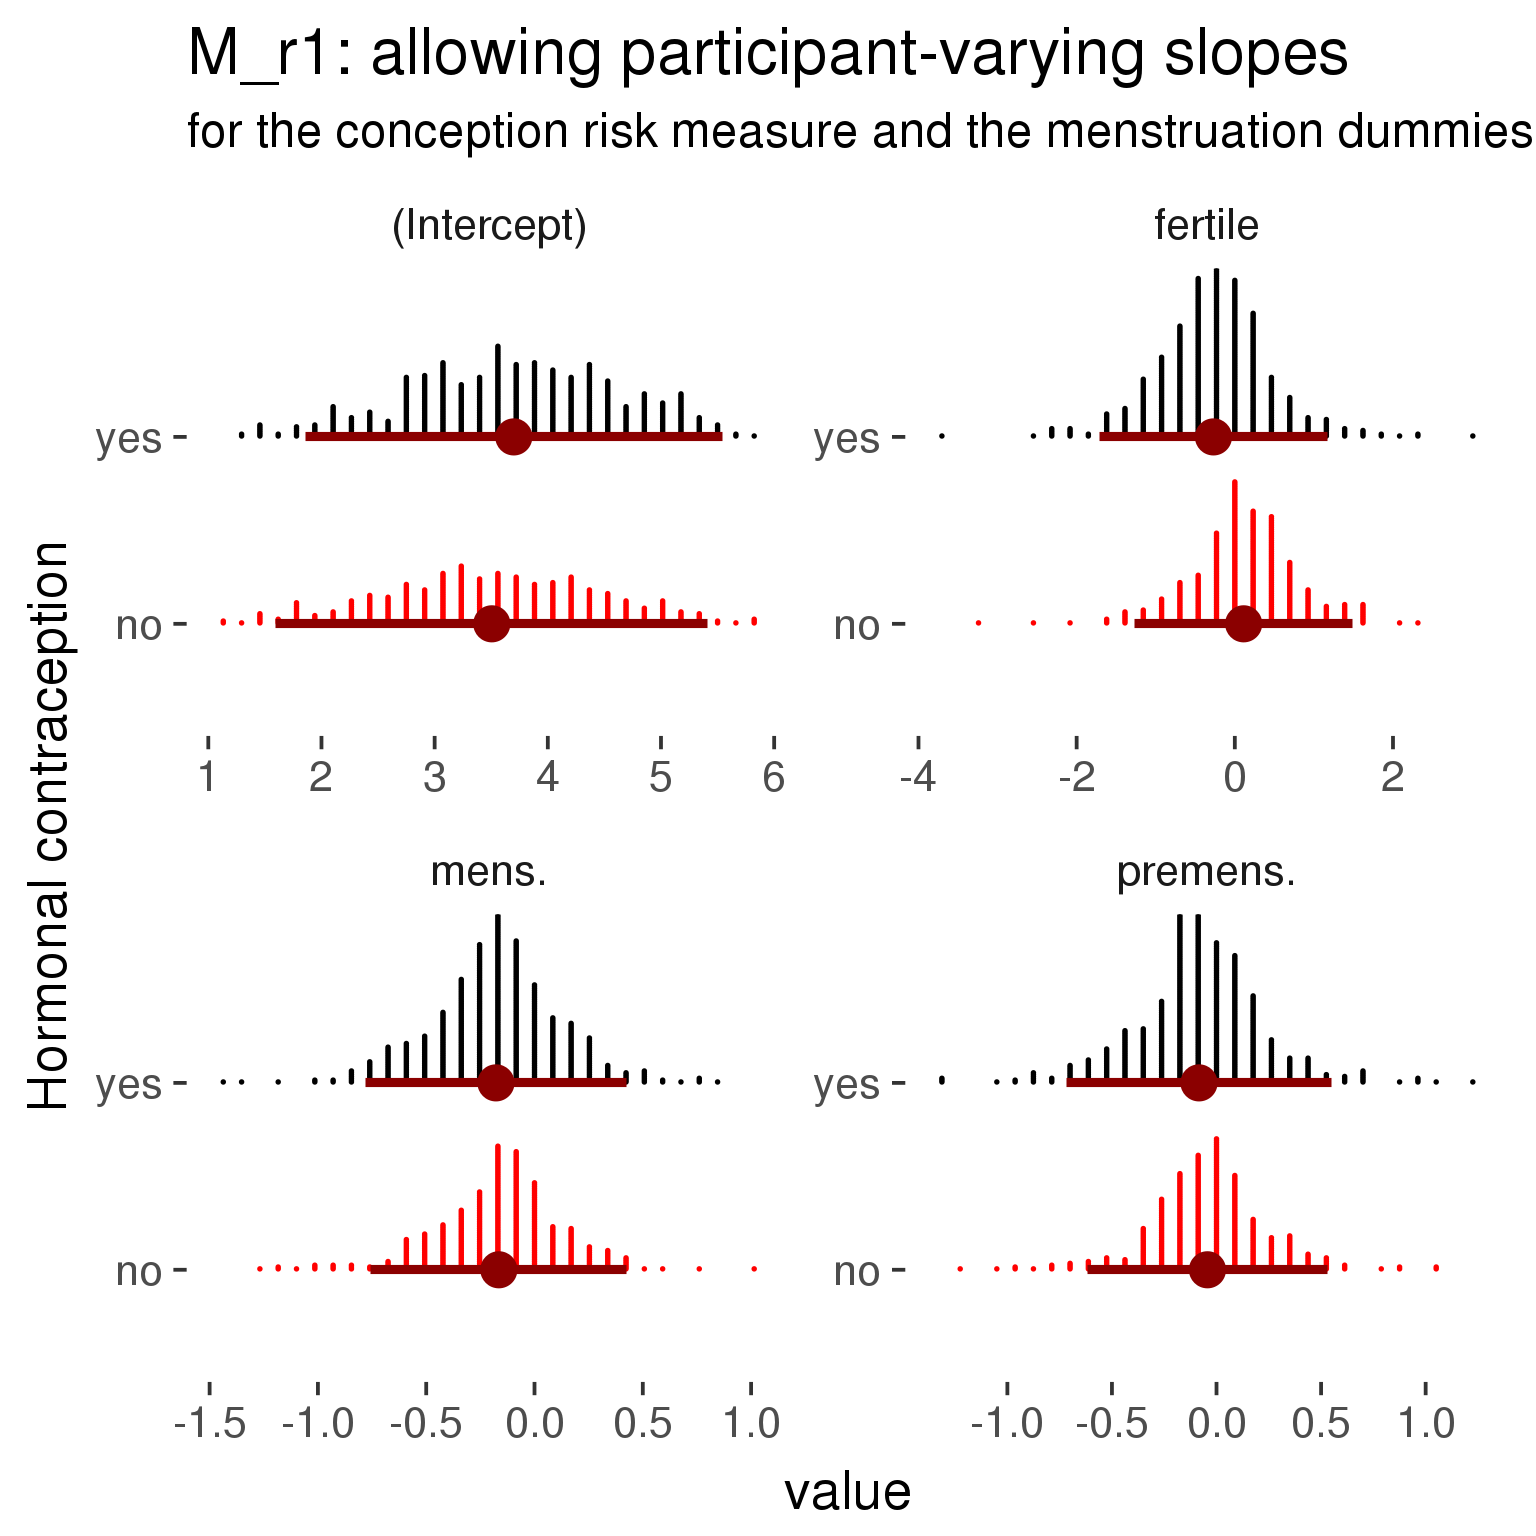 M_r1: allowing participant-varying slopes
for the conception risk measure and the menstruation dummies
(Intercept)
fertile
yes
yes
no
no
1 2 3 4 5 6
-4 -2 0 2
Hormonal contraception
mens.
premens.
yes
yes
no
no
-1.5 -1.0 -0.5 0.0 0.5 1.0
-1.0 -0.5 0.0 0.5 1.0
value